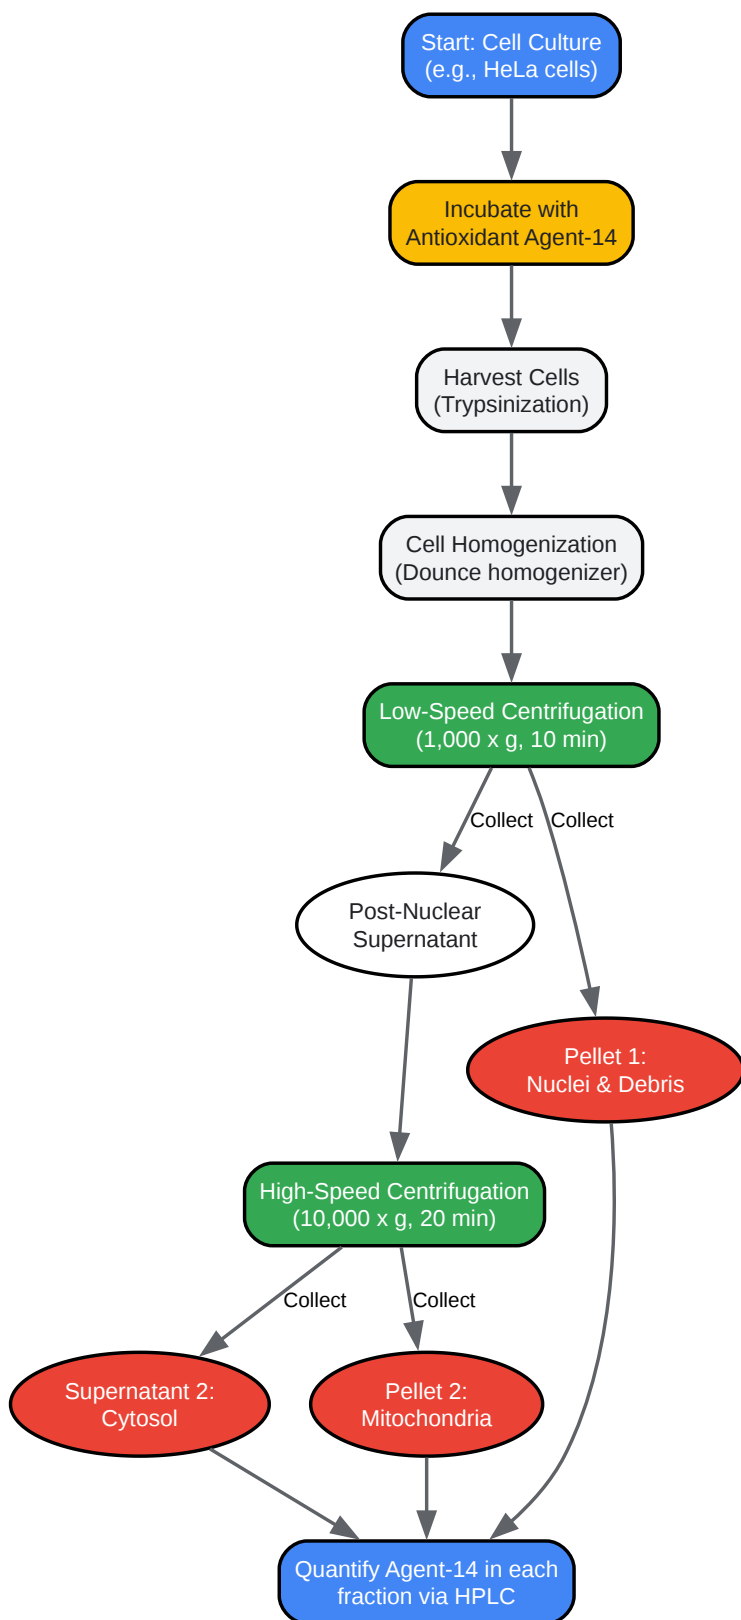 Start: Cell Culture
(e.g., HeLa cells)
Incubate with
Antioxidant Agent-14
Harvest Cells
(Trypsinization)
Cell Homogenization
(Dounce homogenizer)
Low-Speed Centrifugation
(1,000 x g, 10 min)
Collect
Collect
Post-Nuclear
Supernatant
Pellet 1:
Nuclei & Debris
High-Speed Centrifugation
(10,000 x g, 20 min)
Collect
Collect
Supernatant 2:
Cytosol
Pellet 2:
Mitochondria
Quantify Agent-14 in each
fraction via HPLC